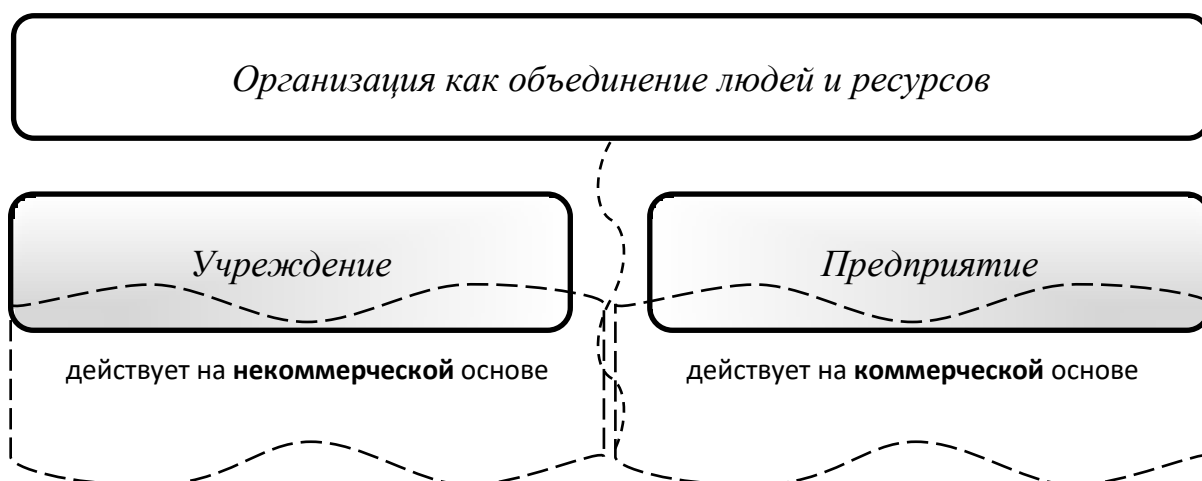 Организация как объединение людей и ресурсов
Учреждение
Предприятие
действует на некоммерческой основе
действует на коммерческой основе